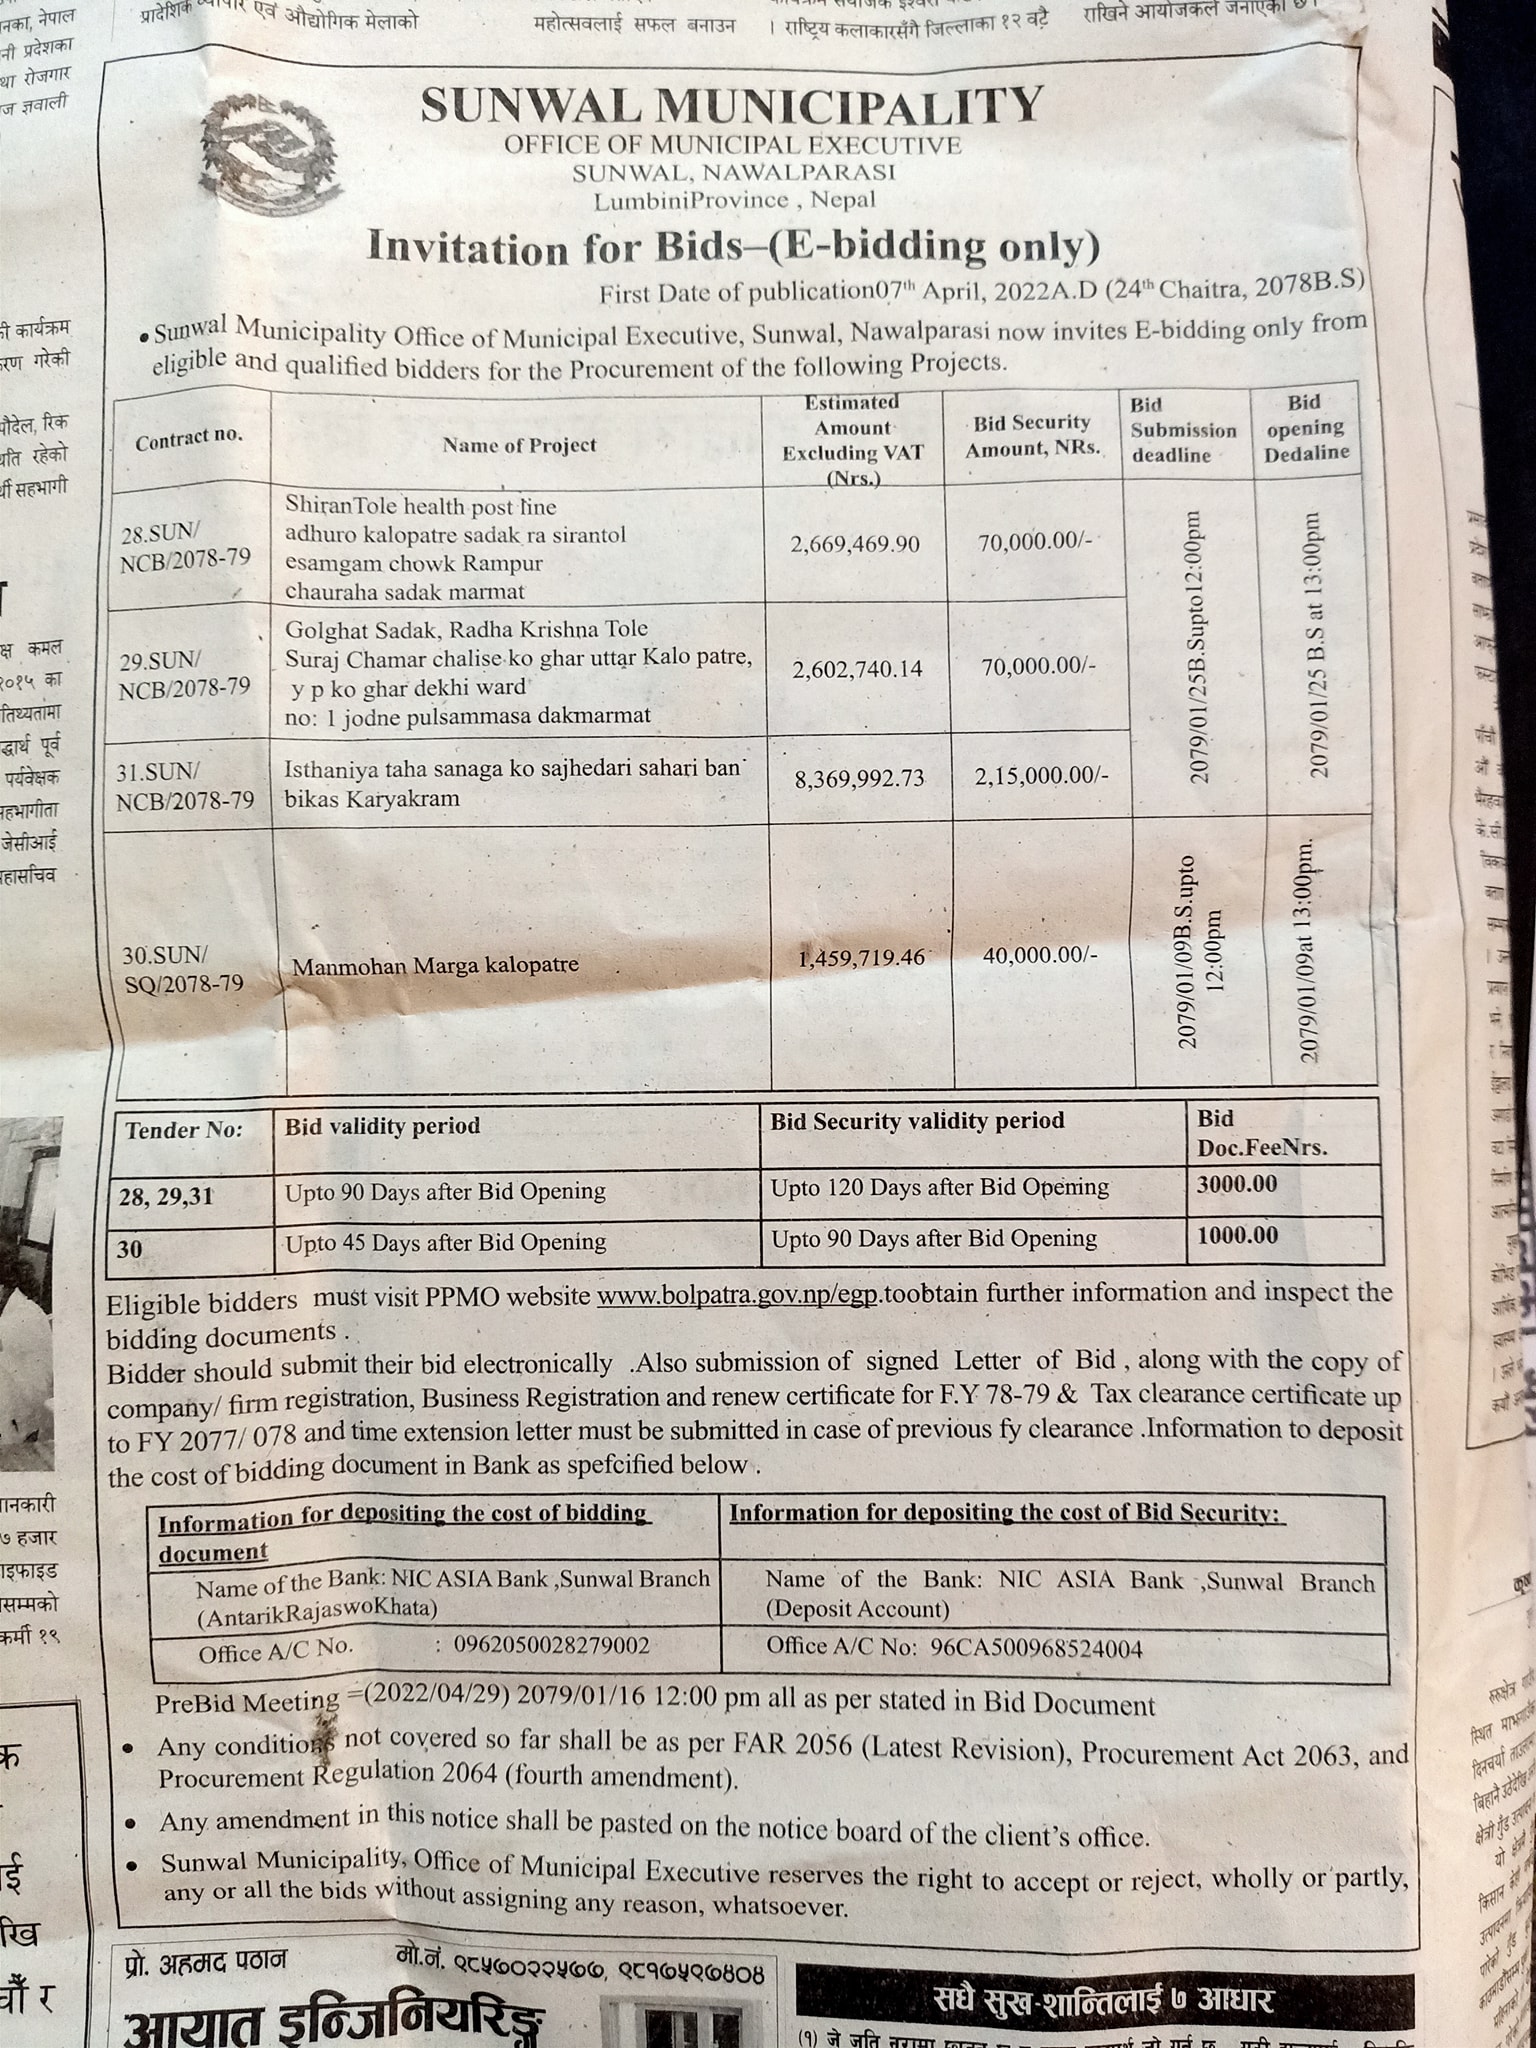 प्रादेशिक व्यापार एवं औद्योगिक मेलाको
महोत्सवलाई सफल बनाउन
। राष्ट्रिय कलाकारसँगै जिल्लाका १२ वटै
राखिने आयोजकले जनाएको छ।
नका, नेपाल
नी प्रदेशका
था रोजगार
ज ज्ञवाली
SUNWAL MUNICIPALITY
OFFICE OF MUNICIPAL EXECUTIVE
SUNWAL, NAWALPARASI
LumbiniProvince , Nepal
Invitation for Bids–(E-bidding only)
First Date of publication07th April, 2022A.D (24th Chaitra, 2078B.S)
• Sunwal Municipality Office of Municipal Executive, Sunwal, Nawalparasi now invites E-bidding only from
eligible and qualified bidders for the Procurement of the following Projects.
Contract no.
Name of Project
Estimated
Amount
Excluding VAT
(Nrs.)
Bid Security
Amount, NRs.
Bid
Submission
deadline
Bid
opening
Dedaline
28.SUN/
NCB/2078-79
ShiranTole health post line
adhuro kalopatre sadak ra sirantol
esamgam chowk Rampur
chauraha sadak marmat
2,669,469.90
70,000.00/-
2079/01/25B.Supto12:00pm
2079/01/25 B.S at 13:00pm
29.SUN/
NCB/2078-79
Golghat Sadak, Radha Krishna Tole
Suraj Chamar chalise ko ghar uttar Kalo patre,
y p ko ghar dekhi ward
no: 1 jodne pulsammasa dakmarmat
2,602,740.14
70,000.00/-
31.SUN/
NCB/2078-79
Isthaniya taha sanaga ko sajhedari sahari ban
bikas Karyakram
8,369,992.73
2,15,000.00/-
30.SUN/
SQ/2078-79
Manmohan Marga kalopatre
1,459,719.46
40,000.00/-
2079/01/09B.S.upto
12:00pm
2079/01/09at 13:00pm.
Tender No:
Bid validity period
Bid Security validity period
Bid
Doc.FeeNrs.
28, 29,31
Upto 90 Days after Bid Opening
Upto 120 Days after Bid Opening
3000.00
30
Upto 45 Days after Bid Opening
Upto 90 Days after Bid Opening
1000.00
Eligible bidders must visit PPMO website www.bolpatra.gov.np/egp.toobtain further information and inspect the
bidding documents .
Bidder should submit their bid electronically .Also submission of signed Letter of Bid , along with the copy of
company/ firm registration, Business Registration and renew certificate for F.Y 78-79 & Tax clearance certificate up
to FY 2077/ 078 and time extension letter must be submitted in case of previous fy clearance .Information to deposit
the cost of bidding document in Bank as spefcified below .
Information for depositing the cost of bidding
document
Information for depositing the cost of Bid Security:
Name of the Bank: NIC ASIA Bank ,Sunwal Branch
(AntarikRajaswoKhata)
Name of the Bank: NIC ASIA Bank ,Sunwal Branch
(Deposit Account)
Office A/C No. : 0962050028279002
Office A/C No: 96CA500968524004
PreBid Meeting =(2022/04/29) 2079/01/16 12:00 pm all as per stated in Bid Document
• Any conditions not covered so far shall be as per FAR 2056 (Latest Revision), Procurement Act 2063, and
Procurement Regulation 2064 (fourth amendment).
• Any amendment in this notice shall be pasted on the notice board of the client's office.
• Sunwal Municipality, Office of Municipal Executive reserves the right to accept or reject, wholly or partly,
any or all the bids without assigning any reason, whatsoever.
प्रो. अहमद पठान
मो.नं. ९८५७०२२५७७, ९८१७५२७४०४
आयात इन्जिनियरिङ्ग
सधै सुख-शान्तिलाई ७ आधार